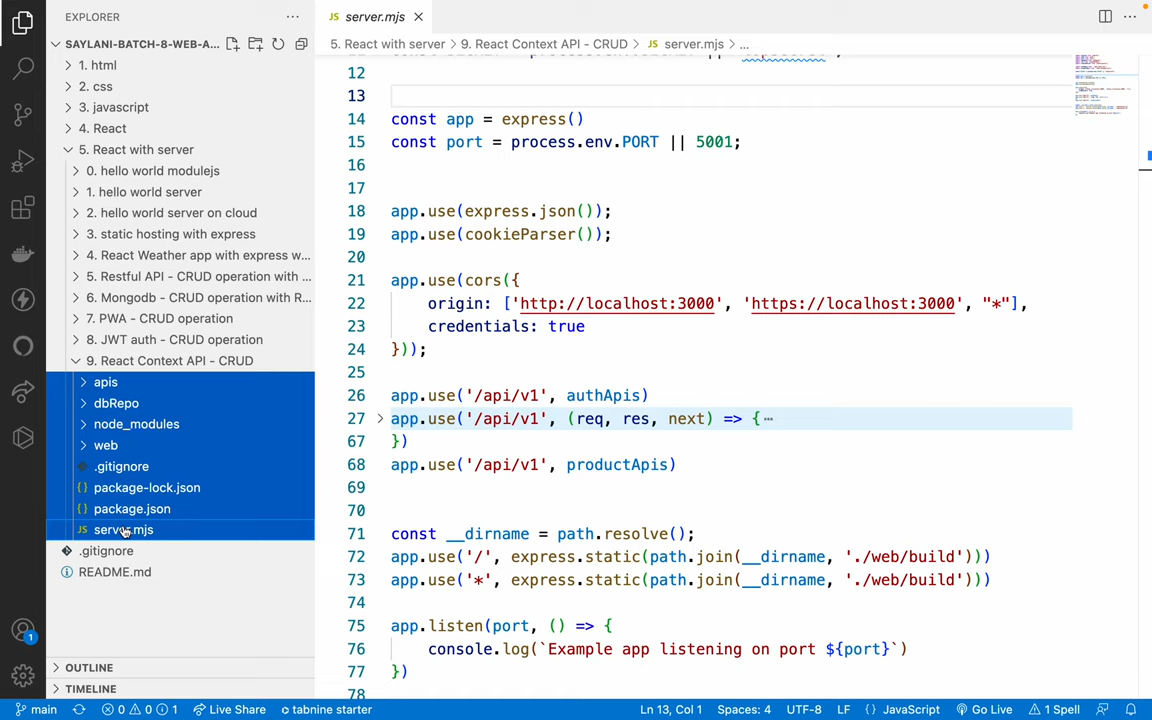 EXPLORER
SAYLANI-BATCH-8-WEB-A...
1. html
2. css
3. javascript
4. React
5. React with server
0. hello world modulejs
1. hello world server
2. hello world server on cloud
3. static hosting with express
4. React Weather app with express w...
5. Restful API - CRUD operation with ...
6. Mongodb - CRUD operation with R...
7. PWA - CRUD operation
8. JWT auth - CRUD operation
9. React Context API - CRUD
apis
dbRepo
node_modules
web
.gitignore
package-lock.json
package.json
JS server.mjs
.gitignore
README.md
OUTLINE
TIMELINE
JS server.mjs
5. React with server > 9. React Context API - CRUD > JS server.mjs > ...
12
13
14 const app = express()
15 const port = process.env.PORT || 5001;
16
17
18 app.use(express.json());
19 app.use(cookieParser());
20
21 app.use(cors({
22 origin: ['http://localhost:3000', 'https://localhost:3000', "*"],
23 credentials: true
24 }));
25
26 app.use('/api/v1', authApis)
27 app.use('/api/v1', (req, res, next) => {⋯
67 })
68 app.use('/api/v1', productApis)
69
70
71 const __dirname = path.resolve();
72 app.use('/', express.static(path.join(__dirname, './web/build')))
73 app.use('*', express.static(path.join(__dirname, './web/build')))
74
75 app.listen(port, () => {
76 console.log(`Example app listening on port ${port}`)
77 })
78
1
main 0 0 1 Live Share tabnine starter Ln 13, Col 1 Spaces: 4 UTF-8 LF {} JavaScript Go Live 1 Spell